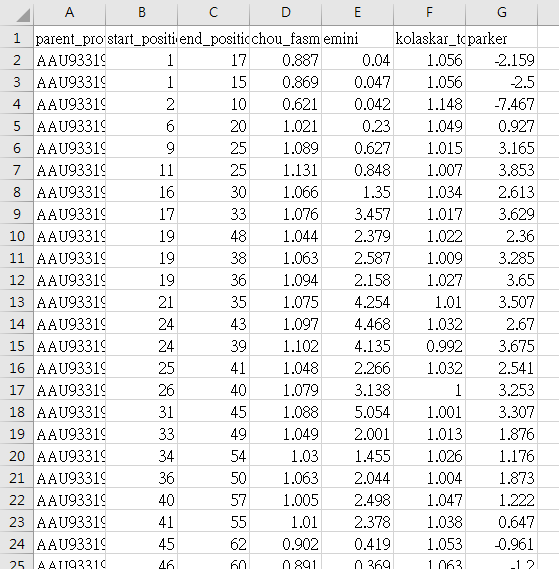 A B C D E F G
1 parent_pro start_positi end_positio chou_fasm emini kolaskar_to parker
2 AAU93319 1 17 0.887 0.04 1.056 -2.159
3 AAU93319 1 15 0.869 0.047 1.056 -2.5
4 AAU93319 2 10 0.621 0.042 1.148 -7.467
5 AAU93319 6 20 1.021 0.23 1.049 0.927
6 AAU93319 9 25 1.089 0.627 1.015 3.165
7 AAU93319 11 25 1.131 0.848 1.007 3.853
8 AAU93319 16 30 1.066 1.35 1.034 2.613
9 AAU93319 17 33 1.076 3.457 1.017 3.629
10 AAU93319 19 48 1.044 2.379 1.022 2.36
11 AAU93319 19 38 1.063 2.587 1.009 3.285
12 AAU93319 19 36 1.094 2.158 1.027 3.65
13 AAU93319 21 35 1.075 4.254 1.01 3.507
14 AAU93319 24 43 1.097 4.468 1.032 2.67
15 AAU93319 24 39 1.102 4.135 0.992 3.675
16 AAU93319 25 41 1.048 2.266 1.032 2.541
17 AAU93319 26 40 1.079 3.138 1 3.253
18 AAU93319 31 45 1.088 5.054 1.001 3.307
19 AAU93319 33 49 1.049 2.001 1.013 1.876
20 AAU93319 34 54 1.03 1.455 1.026 1.176
21 AAU93319 36 50 1.063 2.044 1.004 1.873
22 AAU93319 40 57 1.005 2.498 1.047 1.222
23 AAU93319 41 55 1.01 2.378 1.038 0.647
24 AAU93319 45 62 0.902 0.419 1.053 -0.961
25 AAU93319 46 60 0.891 0.369 1.063 -1.2